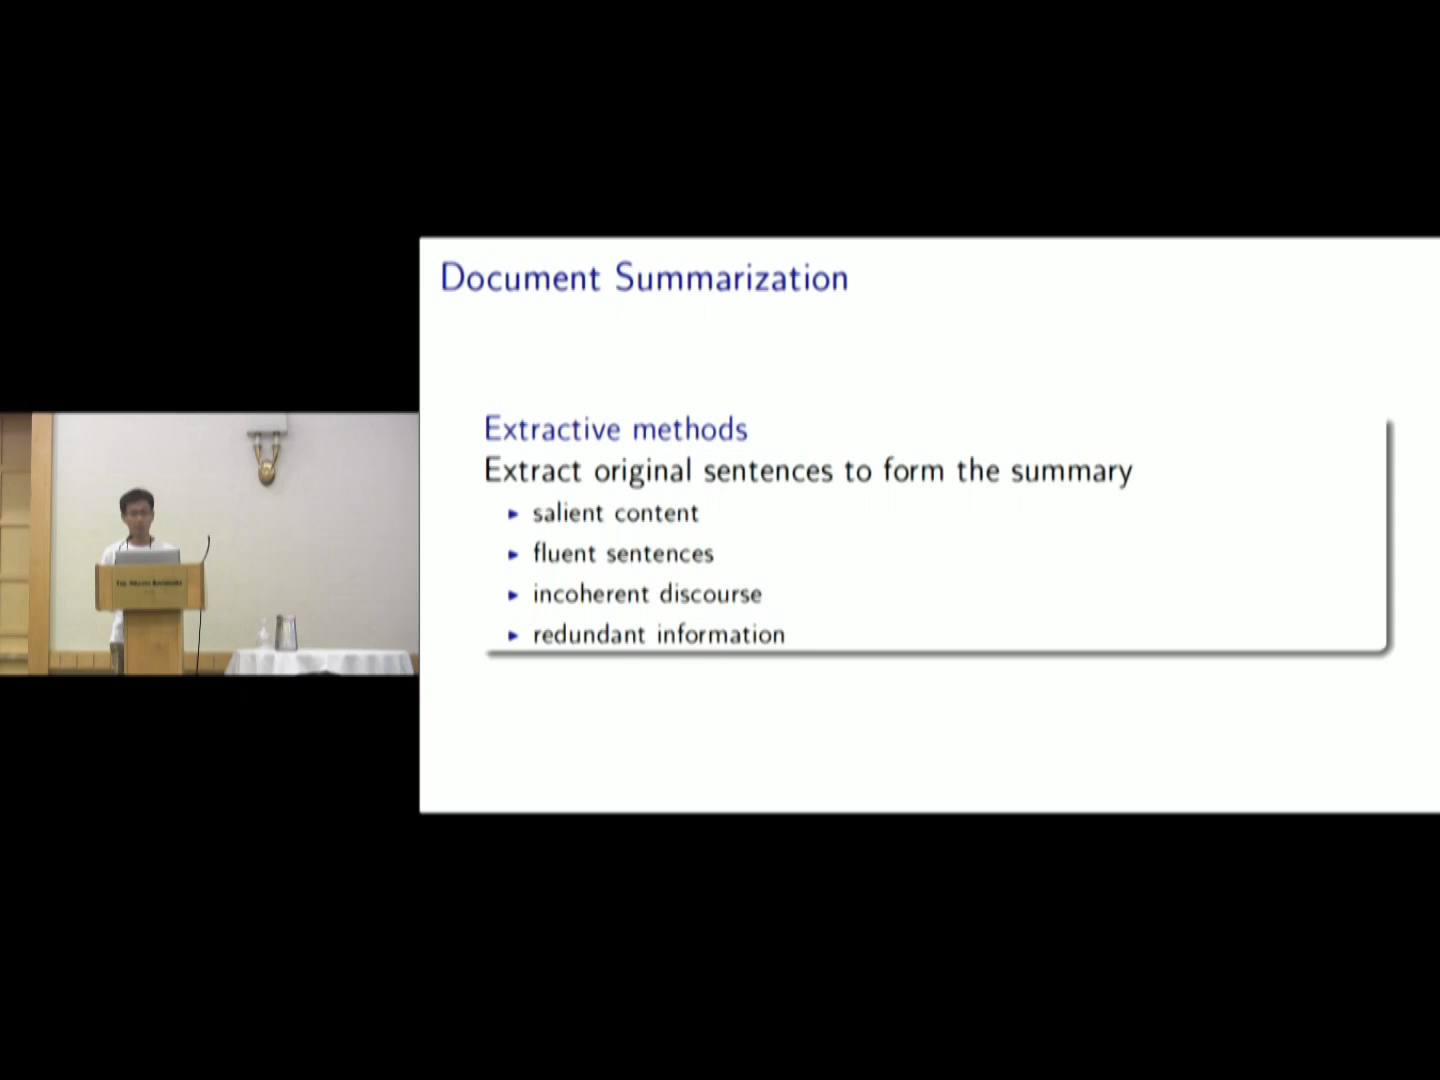 Document Summarization
Extractive methods
Extract original sentences to form the summary
► salient content
► fluent sentences
► incoherent discourse
► redundant information